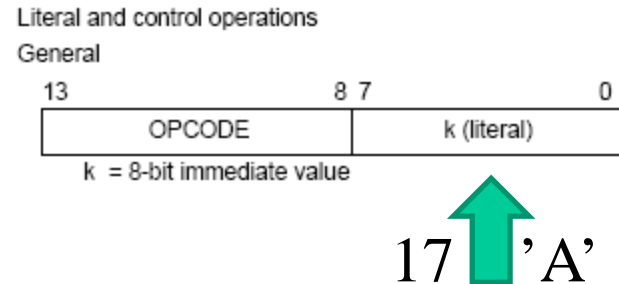 Literal and control operations
General
13 8 7 0
OPCODE k (literal)
k = 8-bit immediate value
17 ’A’